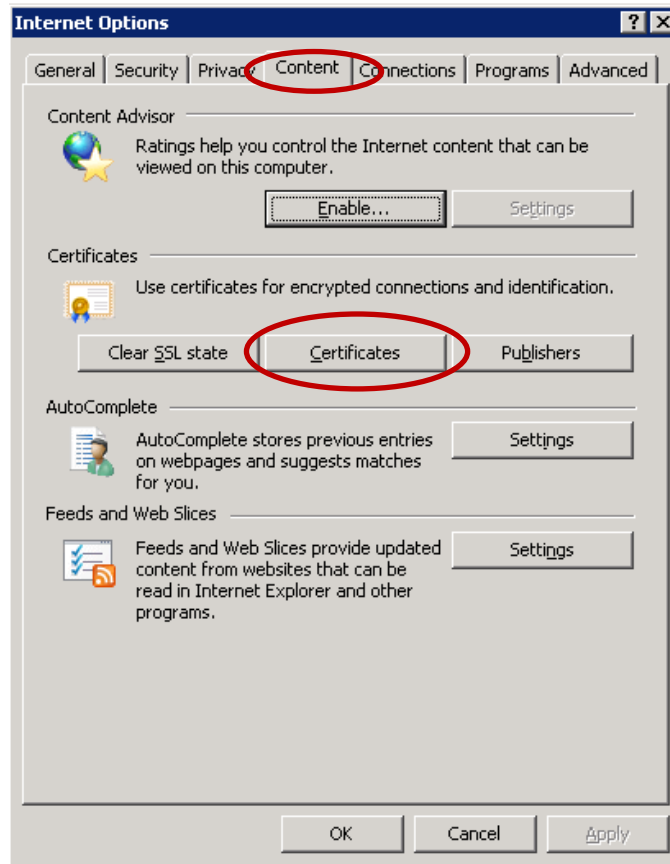 Internet Options
General Security Privacy Content Connections Programs Advanced
Content Advisor
Ratings help you control the Internet content that can be
viewed on this computer.
Enable... Settings
Certificates
Use certificates for encrypted connections and identification.
Clear SSL state Certificates Publishers
AutoComplete
AutoComplete stores previous entries
on webpages and suggests matches
for you.
Settings
Feeds and Web Slices
Feeds and Web Slices provide updated
content from websites that can be
read in Internet Explorer and other
programs.
Settings
OK Cancel Apply